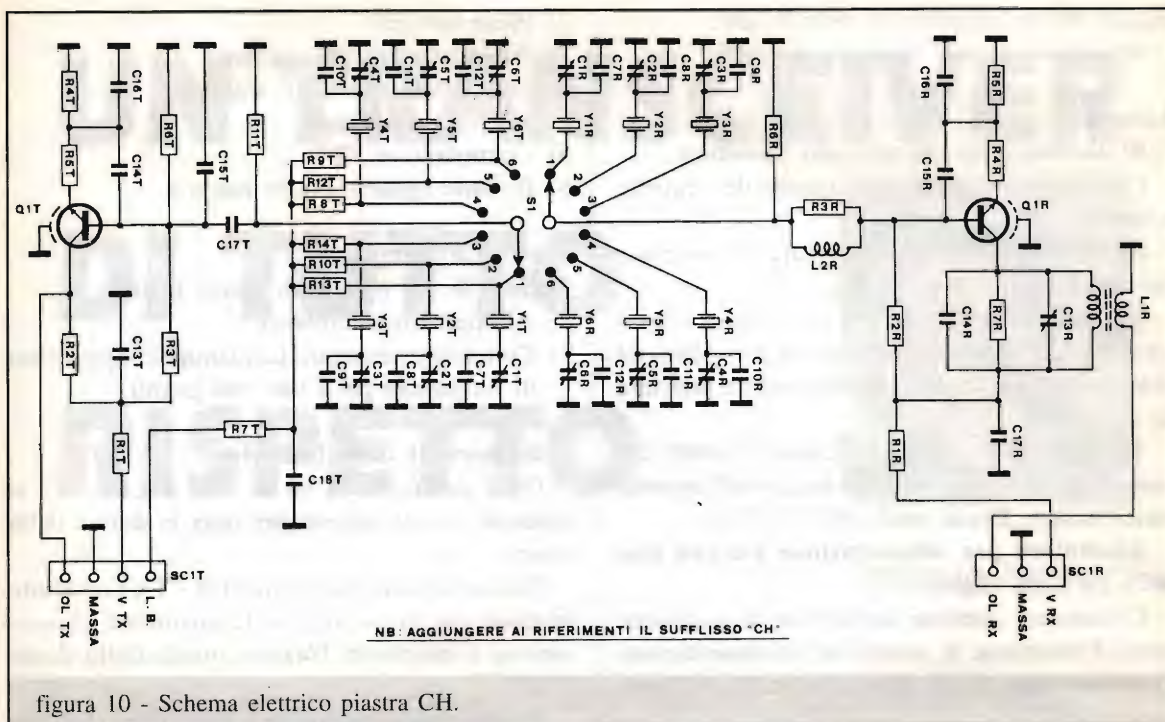 R4T
C16T
R5T
C14T
R6T
C15T
R11T
C17T
Q1T
R2T
C13T
R3T
R1T
R7T
C18T
SC1T
OL TX
MASSA
V TX
L. B.
C10T
C4T
C11T
C5T
C12T
C6T
Y4T
Y5T
Y6T
R9T
R12T
R8T
R14T
R10T
R13T
6
5
4
3
2
1
S1
Y3T
Y2T
Y1T
C9T
C3T
C8T
C2T
C7T
C1T
C1R
C7R
C2R
C8R
C3R
C9R
Y1R
Y2R
Y3R
1
2
3
4
5
6
Y6R
Y5R
Y4R
C6R
C12R
C5R
C11R
C4R
C10R
R6R
R3R
L2R
C16R
R5R
C15R
R4R
Q1R
R2R
C14R
R7R
C13R
L1R
C17R
R1R
SC1R
OL RX
MASSA
V RX
NB: AGGIUNGERE AI RIFERIMENTI IL SUFFLISSO "CH"
figura 10 - Schema elettrico piastra CH.